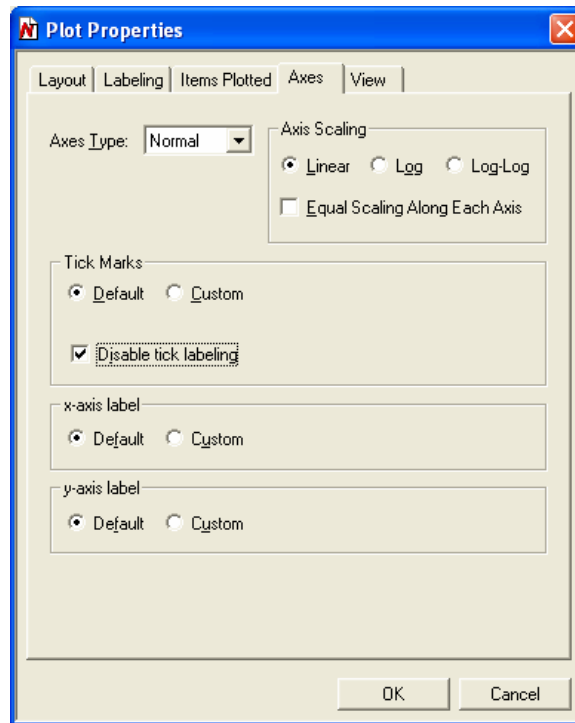 Plot Properties
Layout Labeling Items Plotted Axes View
Axes Type: Normal
Axis Scaling
Linear Log Log-Log
Equal Scaling Along Each Axis
Tick Marks
Default Custom
Disable tick labeling
x-axis label
Default Custom
y-axis label
Default Custom
OK Cancel